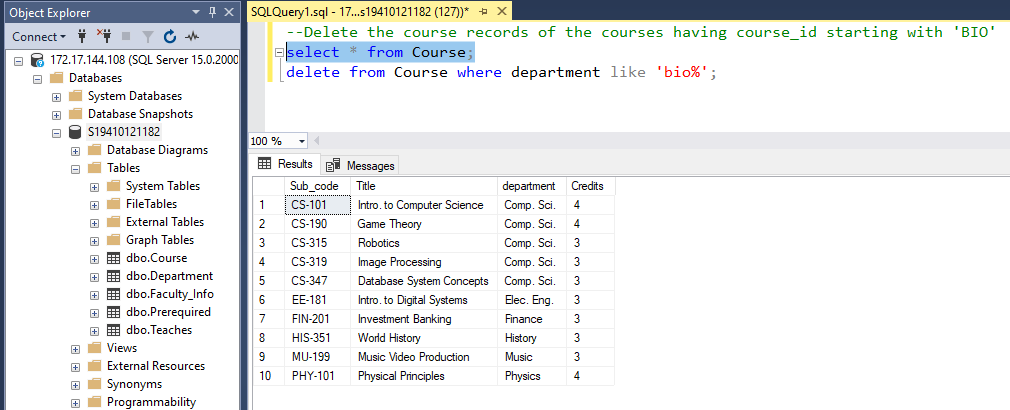 Object Explorer
Connect
172.17.144.108 (SQL Server 15.0.2000
Databases
System Databases
Database Snapshots
S19410121182
Database Diagrams
Tables
System Tables
FileTables
External Tables
Graph Tables
dbo.Course
dbo.Department
dbo.Faculty_Info
dbo.Prerequired
dbo.Teaches
Views
External Resources
Synonyms
Programmability
SQLQuery1.sql - 17...s19410121182 (127))*
--Delete the course records of the courses having course_id starting with 'BIO'
select * from Course;
delete from Course where department like 'bio%';
100 %
Results Messages
Sub_code Title department Credits
1 CS-101 Intro. to Computer Science Comp. Sci. 4
2 CS-190 Game Theory Comp. Sci. 4
3 CS-315 Robotics Comp. Sci. 3
4 CS-319 Image Processing Comp. Sci. 3
5 CS-347 Database System Concepts Comp. Sci. 3
6 EE-181 Intro. to Digital Systems Elec. Eng. 3
7 FIN-201 Investment Banking Finance 3
8 HIS-351 World History History 3
9 MU-199 Music Video Production Music 3
10 PHY-101 Physical Principles Physics 4